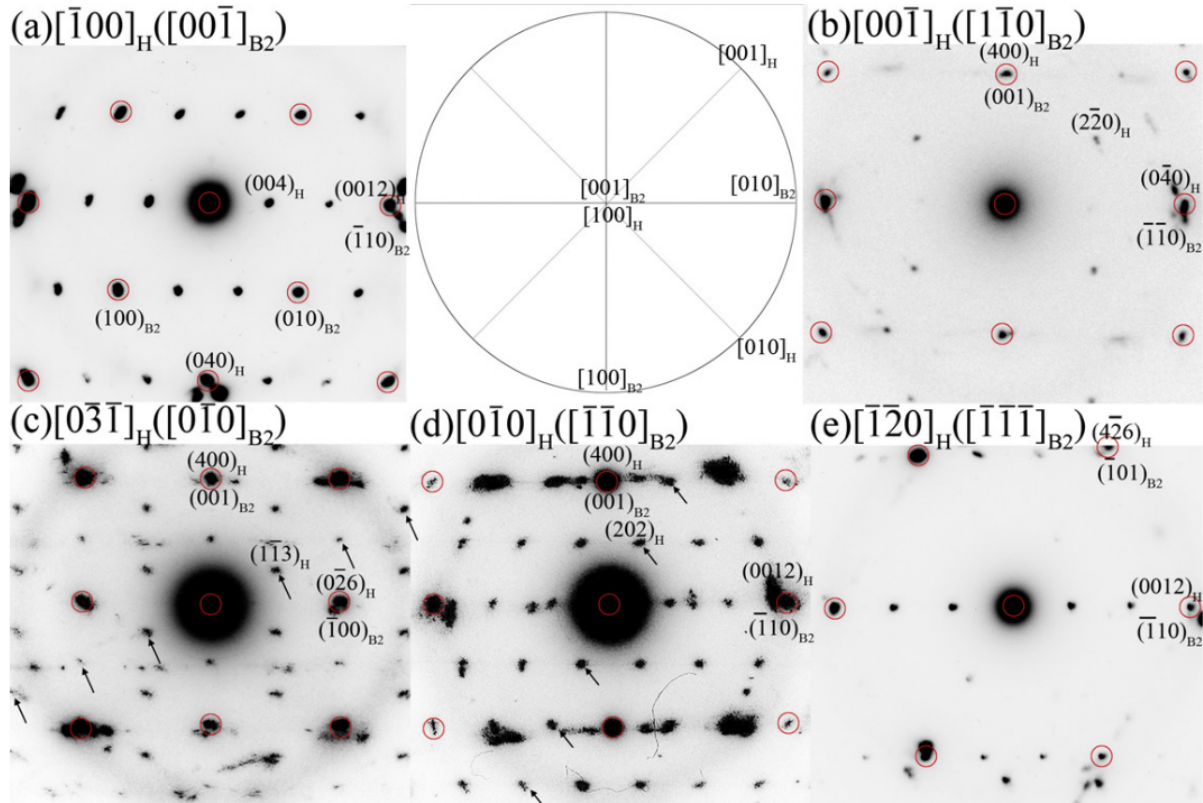 (a)[1̅00]H([001̅]B2)
(004)H
(0012)H
(1̅10)B2
(100)B2
(010)B2
(040)H
[001]H
[001]B2
[010]B2
[100]H
[010]H
[100]B2
(b)[001̅]H([11̅0]B2)
(400)H
(001)B2
(22̅0)H
(04̅0)H
(1̅1̅0)B2
(c)[03̅1̅]H([01̅0]B2)
(400)H
(001)B2
(11̅3)H
(02̅6)H
(1̅00)B2
(d)[01̅0]H([1̅1̅0]B2)
(400)H
(001)B2
(202)H
(0012)H
(1̅10)B2
(e)[1̅2̅0]H([1̅1̅1̅]B2)
(42̅6)H
(1̅01)B2
(0012)H
(1̅10)B2